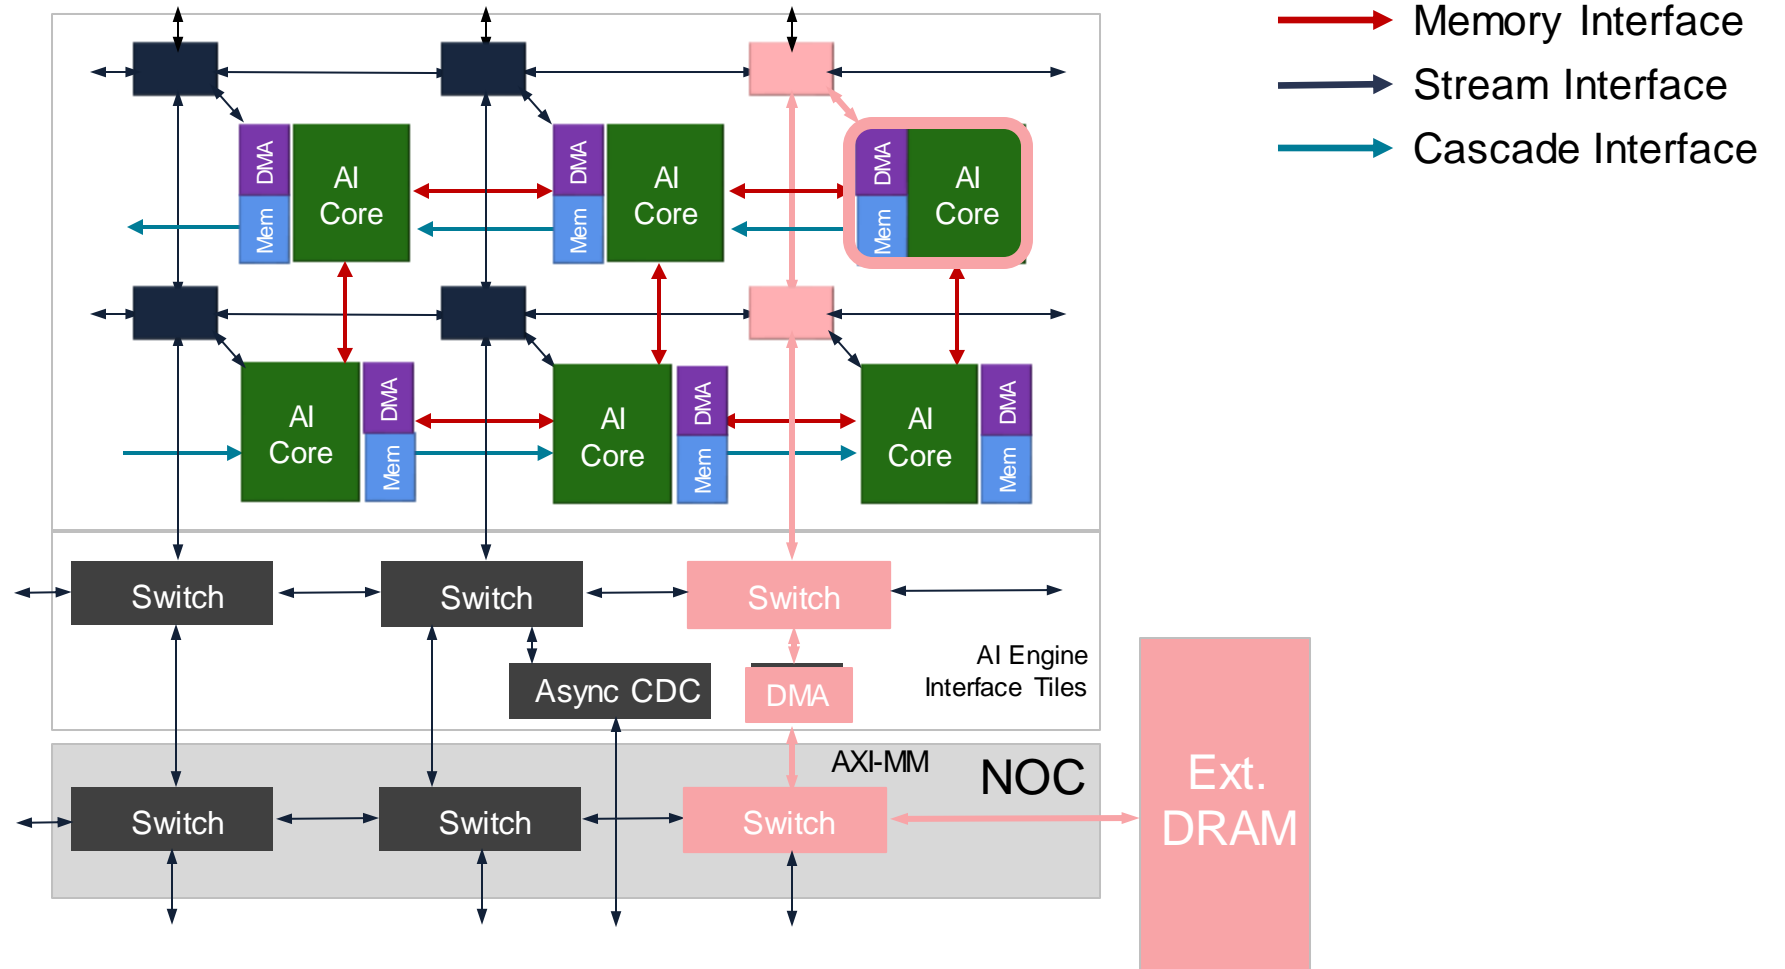 Memory Interface
Stream Interface
Cascade Interface
DMA
Mem
AI
Core
DMA
Mem
AI
Core
DMA
Mem
AI
Core
AI
Core
DMA
Mem
AI
Core
DMA
Mem
AI
Core
DMA
Mem
Switch
Switch
Switch
Async CDC
DMA
AI Engine
Interface Tiles
AXI-MM
NOC
Switch
Switch
Switch
Ext.
DRAM